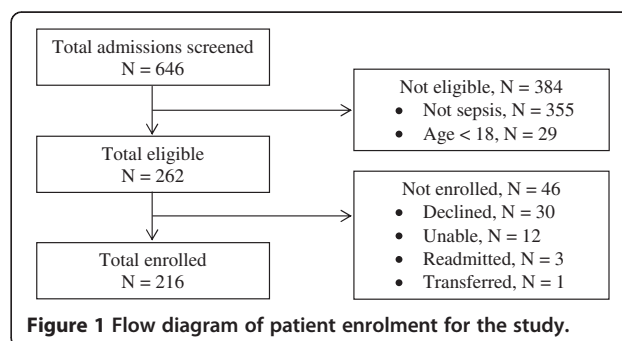 Total admissions screened
N = 646
Not eligible, N = 384
• Not sepsis, N = 355
• Age < 18, N = 29
Total eligible
N = 262
Not enrolled, N = 46
• Declined, N = 30
• Unable, N = 12
• Readmitted, N = 3
• Transferred, N = 1
Total enrolled
N = 216
Figure 1 Flow diagram of patient enrolment for the study.